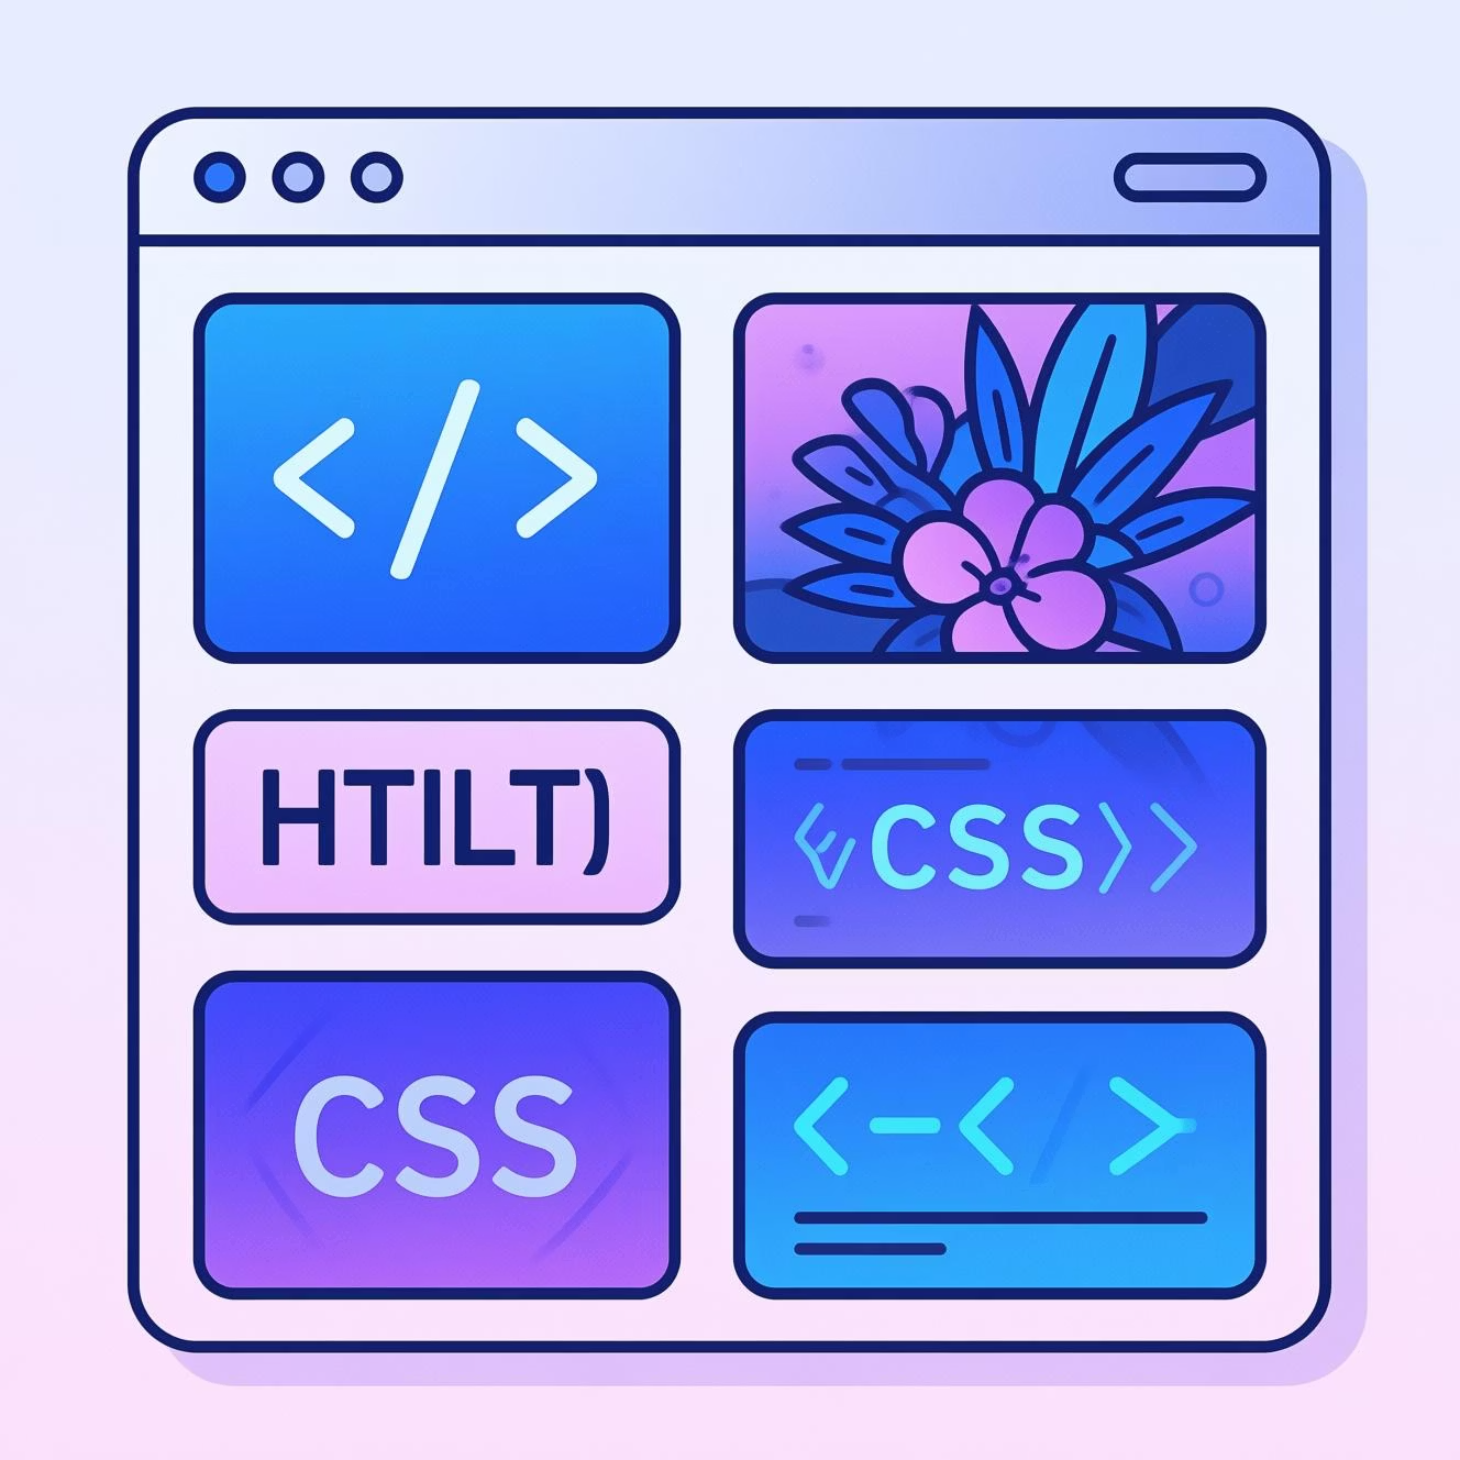 </>
HTILT)
CSS
CSS>>
<-< >